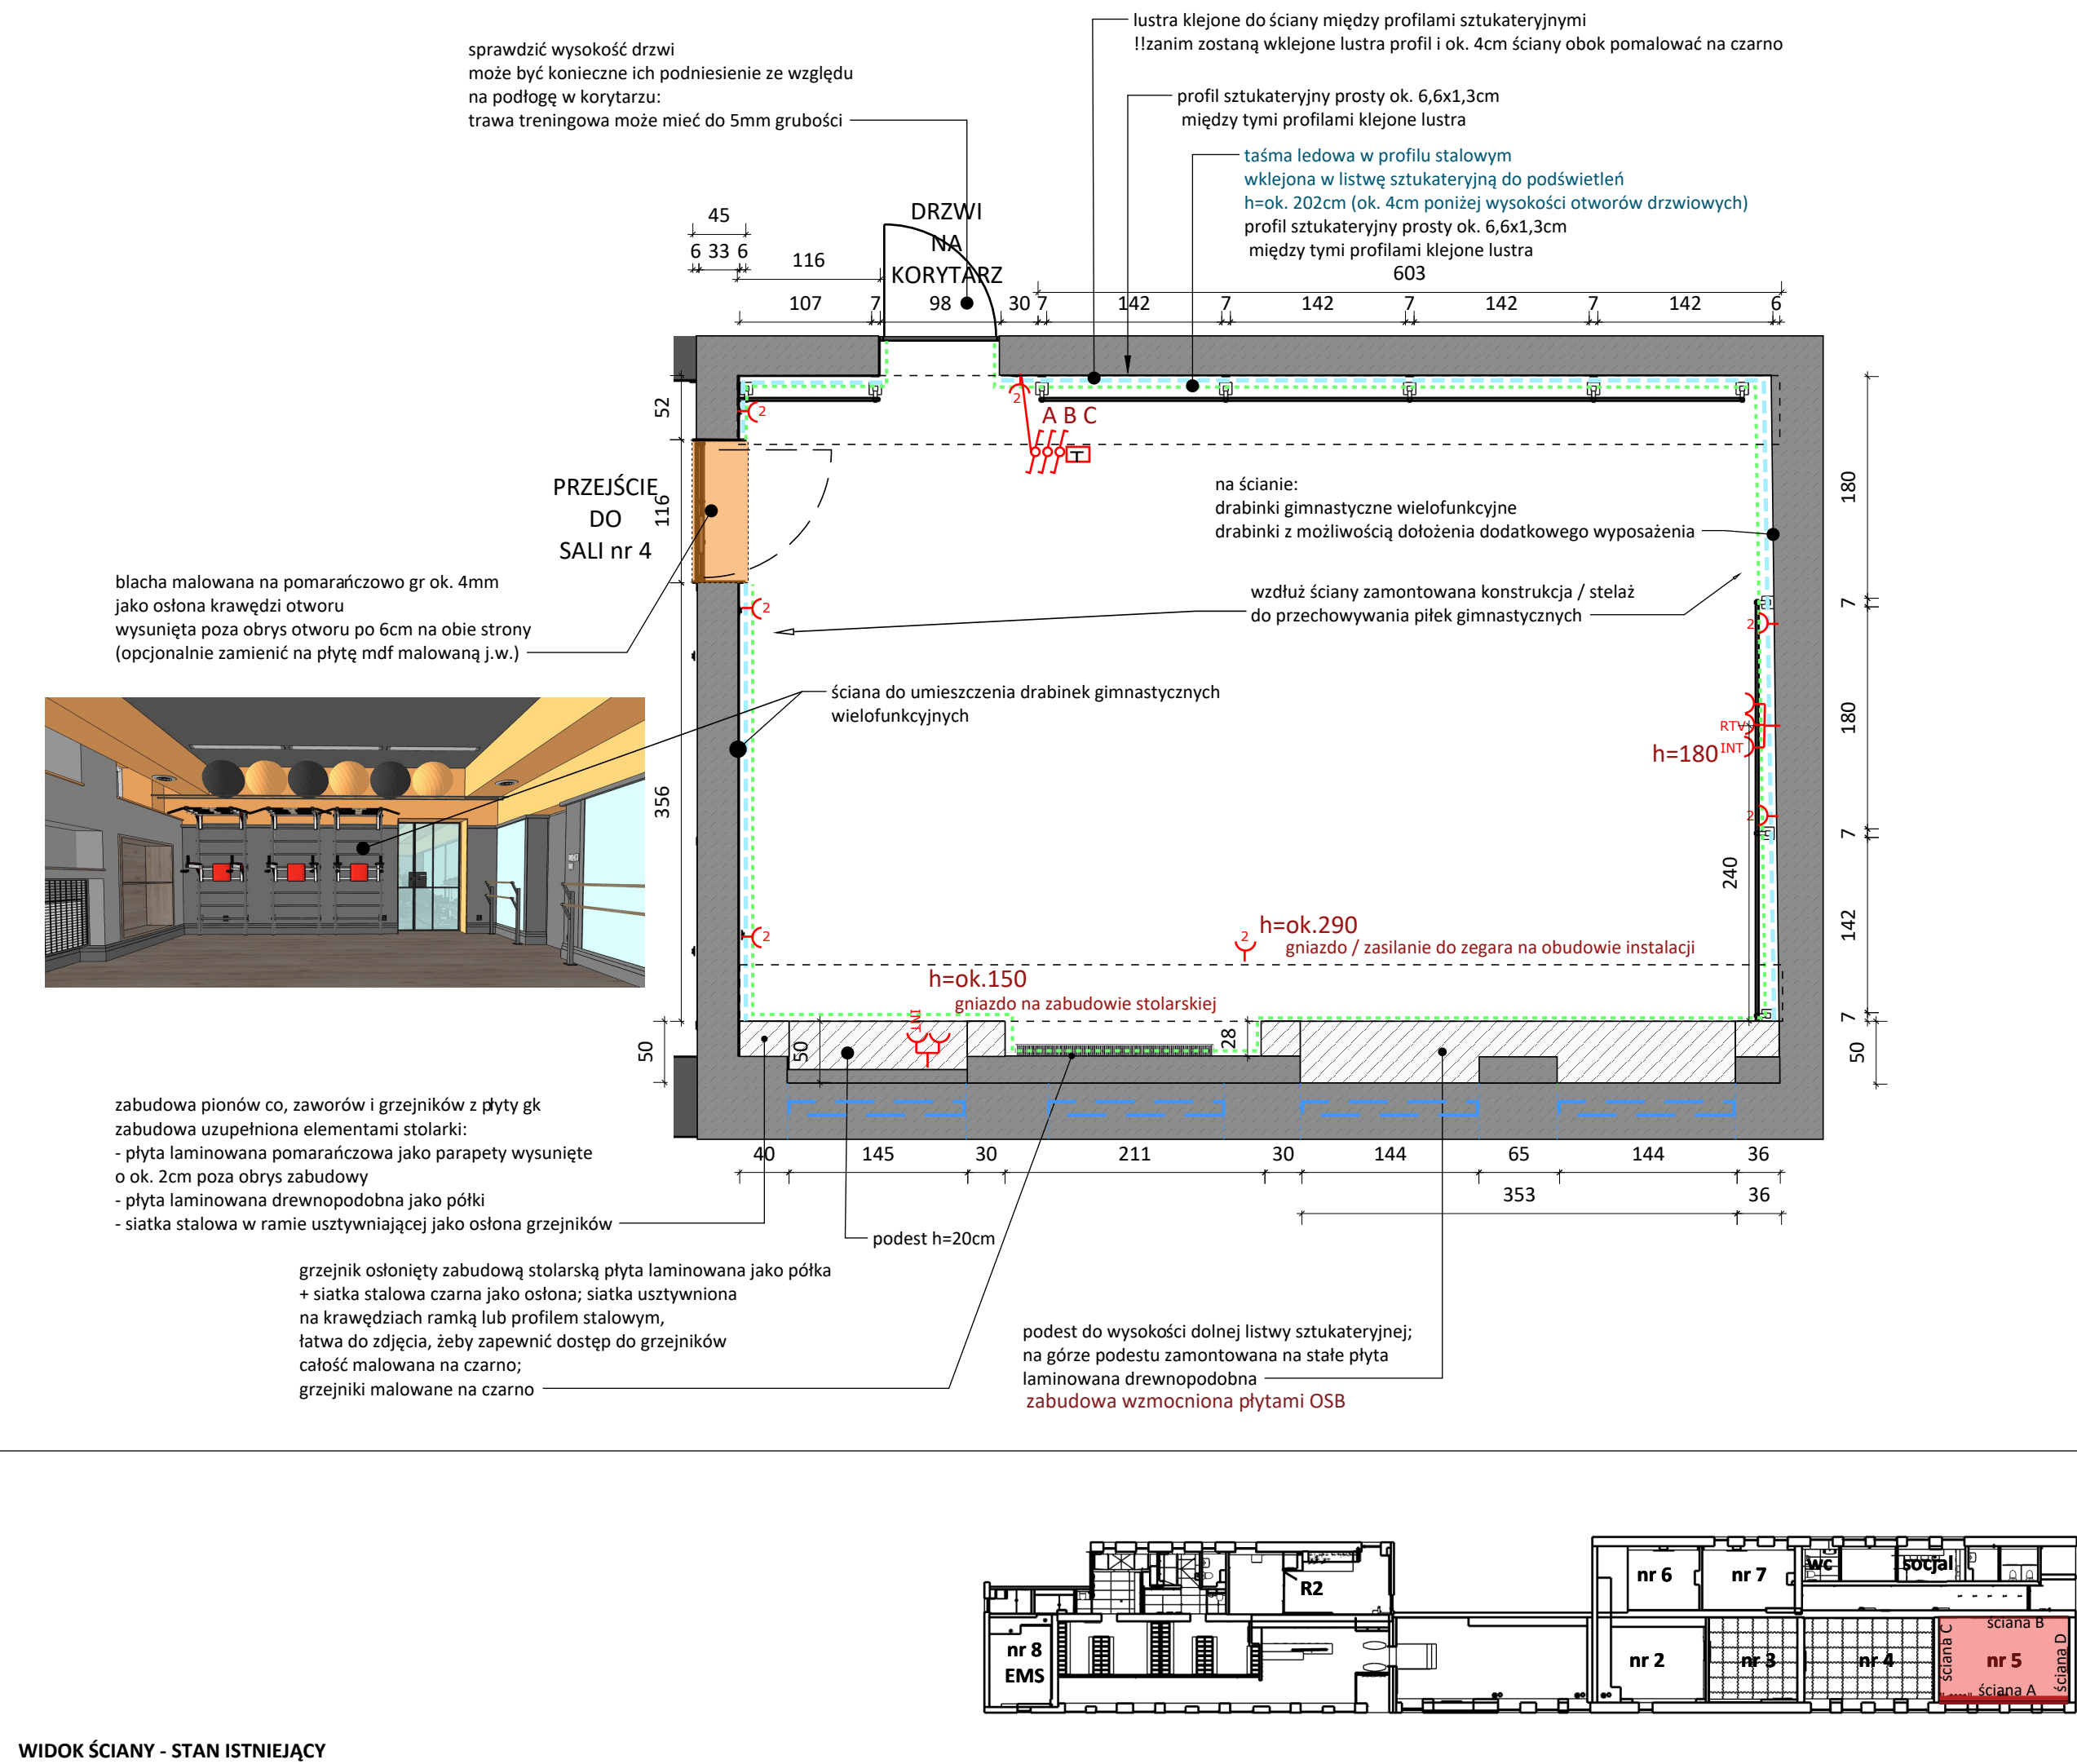 lustra klejone do ściany między profilami sztukateryjnymi
!!zanim zostaną wklejone lustra profil i ok. 4cm ściany obok pomalować na czarno
sprawdzić wysokość drzwi
może być konieczne ich podniesienie ze względu
na podłogę w korytarzu:
trawa treningowa może mieć do 5mm grubości
profil sztukateryjny prosty ok. 6,6x1,3cm
między tymi profilami klejone lustra
taśma ledowa w profilu stalowym
wklejona w listwę sztukateryjną do podświetleń
h=ok. 202cm (ok. 4cm poniżej wysokości otworów drzwiowych)
profil sztukateryjny prosty ok. 6,6x1,3cm
między tymi profilami klejone lustra
45
6 33 6
116
603
DRZWI
NA
KORYTARZ
107 7 98 30 7 142 7 142 7 142 7 142 6
52
2
2
A B C
T
PRZEJŚCIE
DO
SALI nr 4
116
na ścianie:
drabinki gimnastyczne wielofunkcyjne
drabinki z możliwością dołożenia dodatkowego wyposażenia
180
blacha malowana na pomarańczowo gr ok. 4mm
jako osłona krawędzi otworu
wysunięta poza obrys otworu po 6cm na obie strony
(opcjonalnie zamienić na płytę mdf malowaną j.w.)
wzdłuż ściany zamontowana konstrukcja / stelaż
do przechowywania piłek gimnastycznych
2
7
2
ściana do umieszczenia drabinek gimnastycznych
wielofunkcyjnych
RTV
INT
h=180
180
356
2
7
240
142
2
2
h=ok.290
gniazdo / zasilanie do zegara na obudowie instalacji
h=ok.150
gniazdo na zabudowie stolarskiej
INT
7
50
50
28
50
zabudowa pionów co, zaworów i grzejników z płyty gk
zabudowa uzupełniona elementami stolarki:
- płyta laminowana pomarańczowa jako parapety wysunięte
o ok. 2cm poza obrys zabudowy
- płyta laminowana drewnopodobna jako półki
- siatka stalowa w ramie usztywniającej jako osłona grzejników
40 145 30 211 30 144 65 144 36
353 36
podest h=20cm
grzejnik osłonięty zabudową stolarską płyta laminowana jako półka
+ siatka stalowa czarna jako osłona; siatka usztywniona
na krawędziach ramką lub profilem stalowym,
łatwa do zdjęcia, żeby zapewnić dostęp do grzejników
całość malowana na czarno;
grzejniki malowane na czarno
podest do wysokości dolnej listwy sztukateryjnej;
na górze podestu zamontowana na stałe płyta
laminowana drewnopodobna
zabudowa wzmocniona płytami OSB
R2
nr 6
nr 7
wc
socjal
nr 8
EMS
nr 2
nr 3
nr 4
nr 5
ściana B
ściana C
ściana D
ściana A
WIDOK ŚCIANY - STAN ISTNIEJĄCY